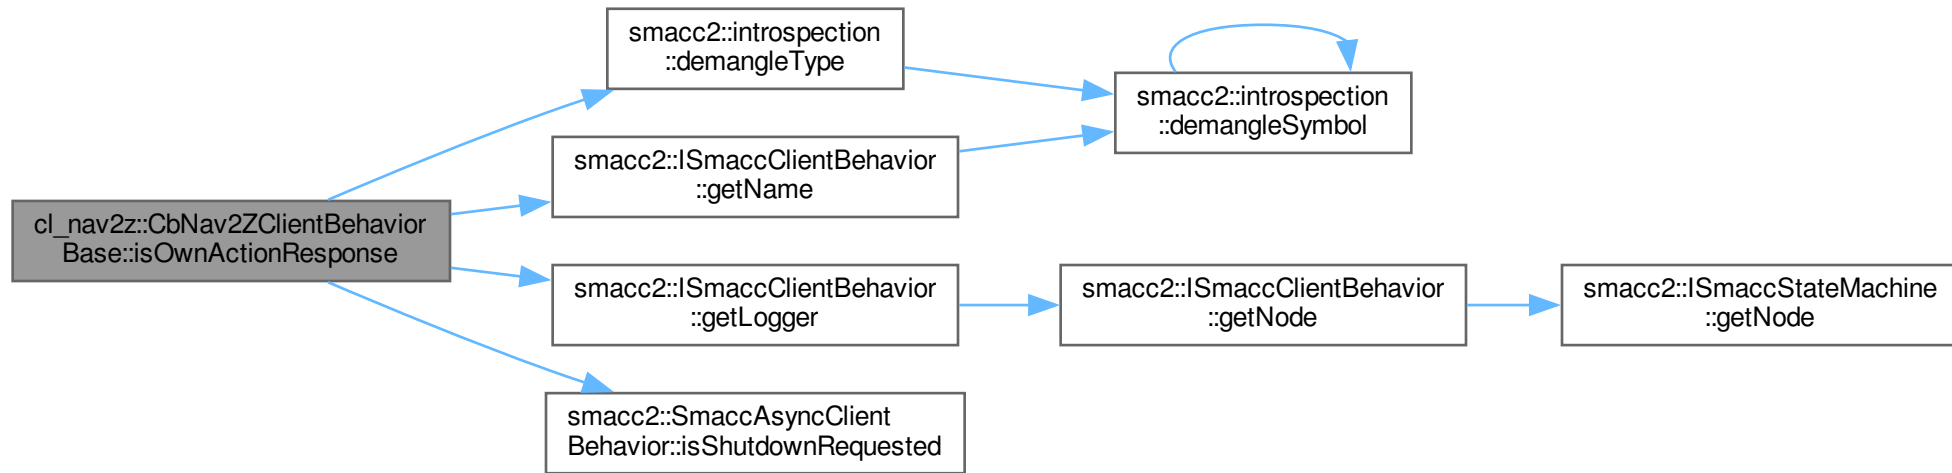 smacc2::introspection
::demangleType
smacc2::introspection
::demangleSymbol
smacc2::ISmaccClientBehavior
::getName
cl_nav2z::CbNav2ZClientBehavior
Base::isOwnActionResponse
smacc2::ISmaccClientBehavior
::getLogger
smacc2::ISmaccClientBehavior
::getNode
smacc2::ISmaccStateMachine
::getNode
smacc2::SmaccAsyncClient
Behavior::isShutdownRequested